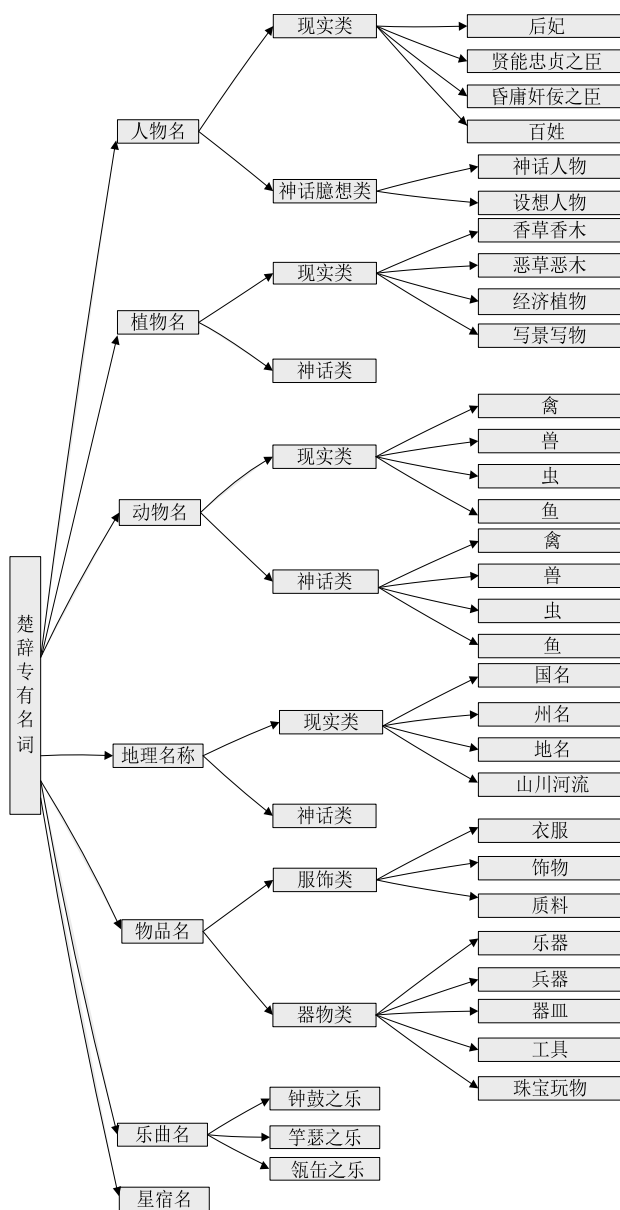 楚辞专有名词
人物名
现实类
后妃
贤能忠贞之臣
昏庸奸佞之臣
百姓
神话臆想类
神话人物
设想人物
植物名
现实类
香草香木
恶草恶木
经济植物
写景写物
神话类
动物名
现实类
禽
兽
虫
鱼
神话类
禽
兽
虫
鱼
地理名称
现实类
国名
州名
地名
山川河流
神话类
物品名
服饰类
衣服
饰物
质料
器物类
乐器
兵器
器皿
工具
珠宝玩物
乐曲名
钟鼓之乐
竽瑟之乐
瓴缶之乐
星宿名